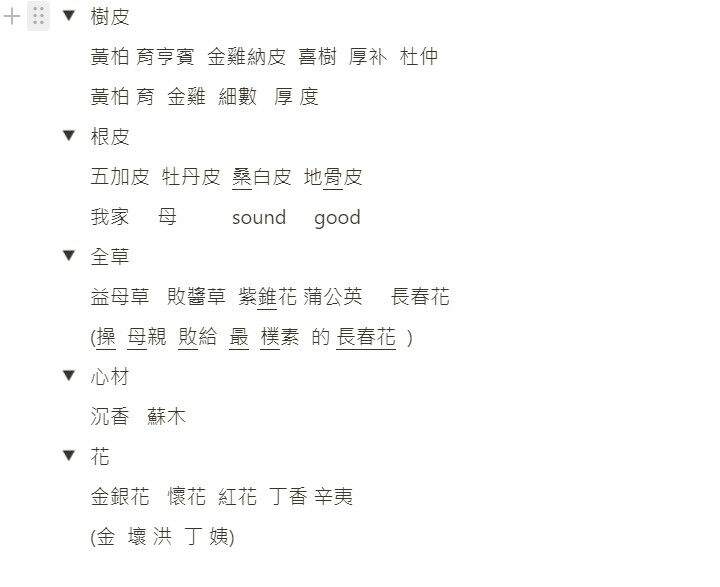 樹皮
黃柏 育亨賓 金雞納皮 喜樹 厚补 杜仲
黃柏 育 金雞 細數 厚 度
根皮
五加皮 牡丹皮 桑白皮 地骨皮
我家 母 sound good
全草
益母草 敗醬草 紫錐花 蒲公英 長春花
(操 母親 敗給 最 樸素 的 長春花 )
心材
沉香 蘇木
花
金銀花 懷花 紅花 丁香 辛夷
(金 壞 洪 丁 姨)